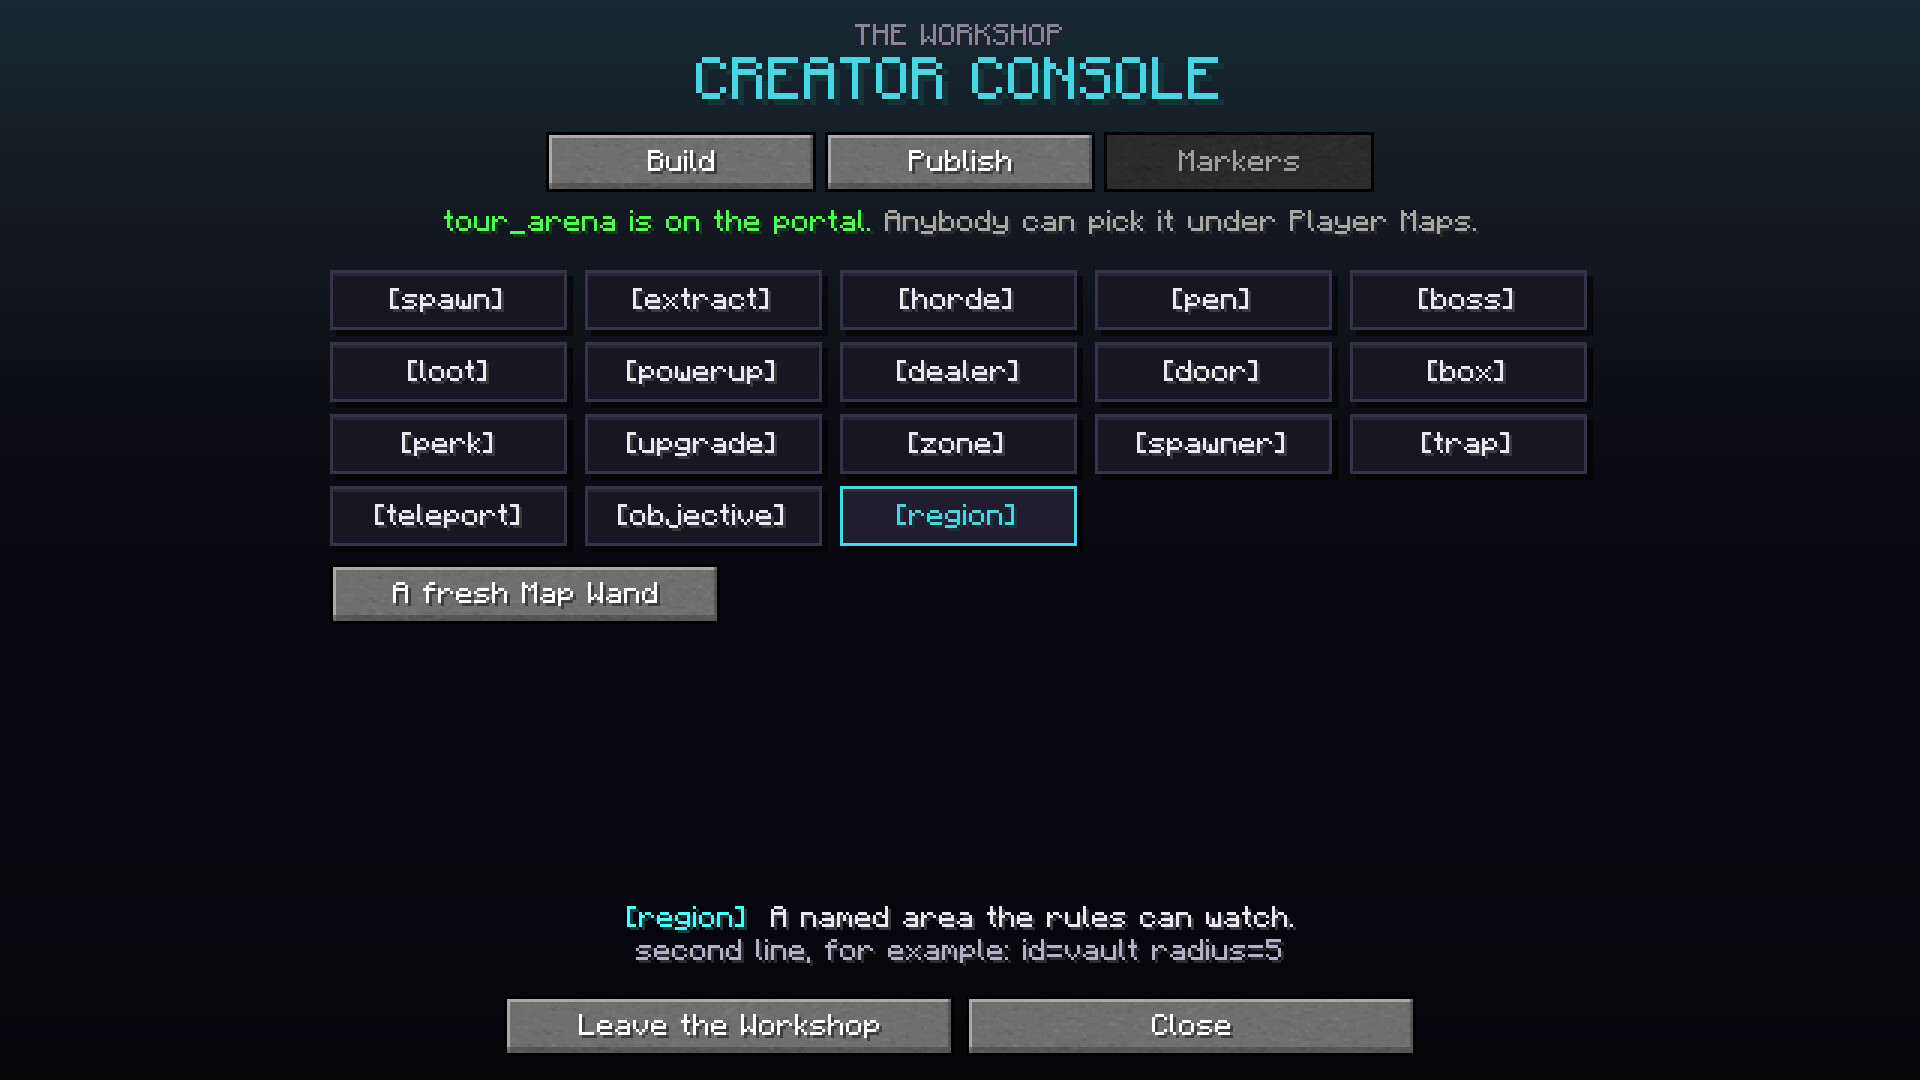 THE WORKSHOP
CREATOR CONSOLE
Build Publish Markers
tour_arena is on the portal. Anybody can pick it under Player Maps.
[spawn] [extract] [horde] [pen] [boss]
[loot] [powerup] [dealer] [door] [box]
[perk] [upgrade] [zone] [spawner] [trap]
[teleport] [objective] [region]
A fresh Map Wand
[region] A named area the rules can watch.
second line, for example: id=vault radius=5
Leave the Workshop Close